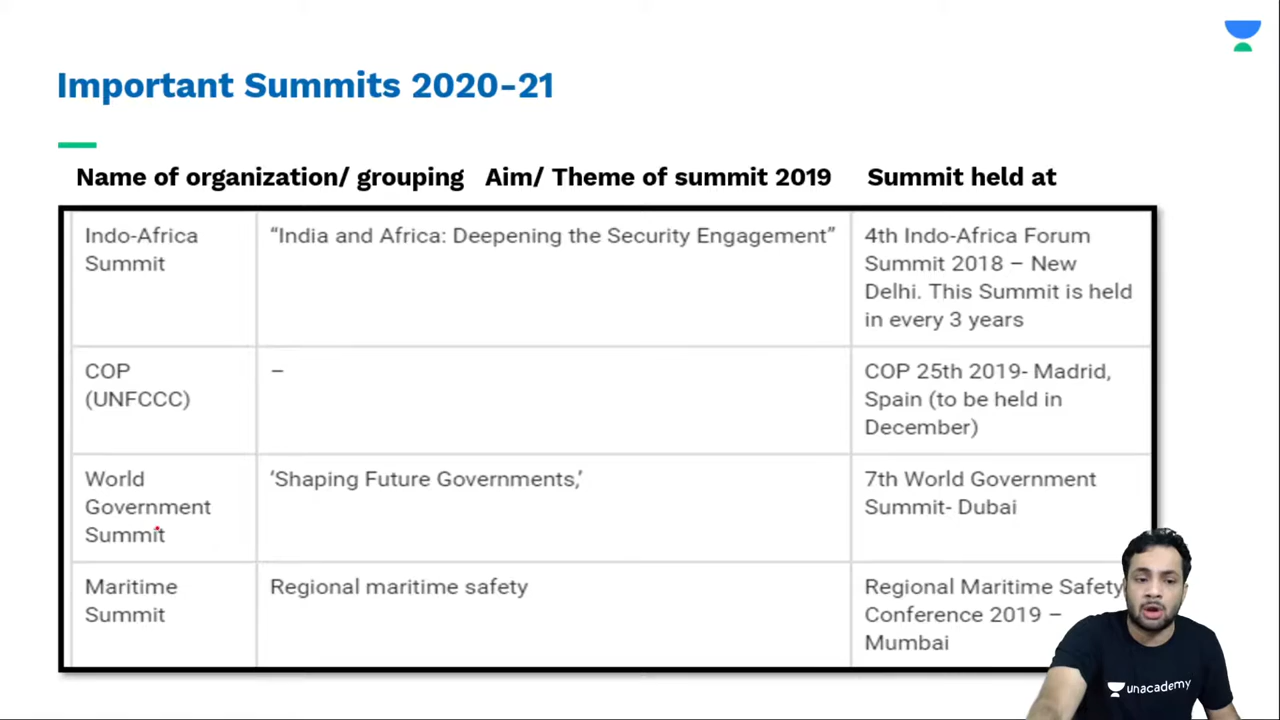 Important Summits 2020-21
Name of organization/ grouping Aim/ Theme of summit 2019 Summit held at
Indo-Africa
Summit
“India and Africa: Deepening the Security Engagement”
4th Indo-Africa Forum
Summit 2018 – New
Delhi. This Summit is held
in every 3 years
COP
(UNFCCC)
–
COP 25th 2019- Madrid,
Spain (to be held in
December)
World
Government
Summit
‘Shaping Future Governments,’
7th World Government
Summit- Dubai
Maritime
Summit
Regional maritime safety
Regional Maritime Safety
Conference 2019 –
Mumbai
unacademy